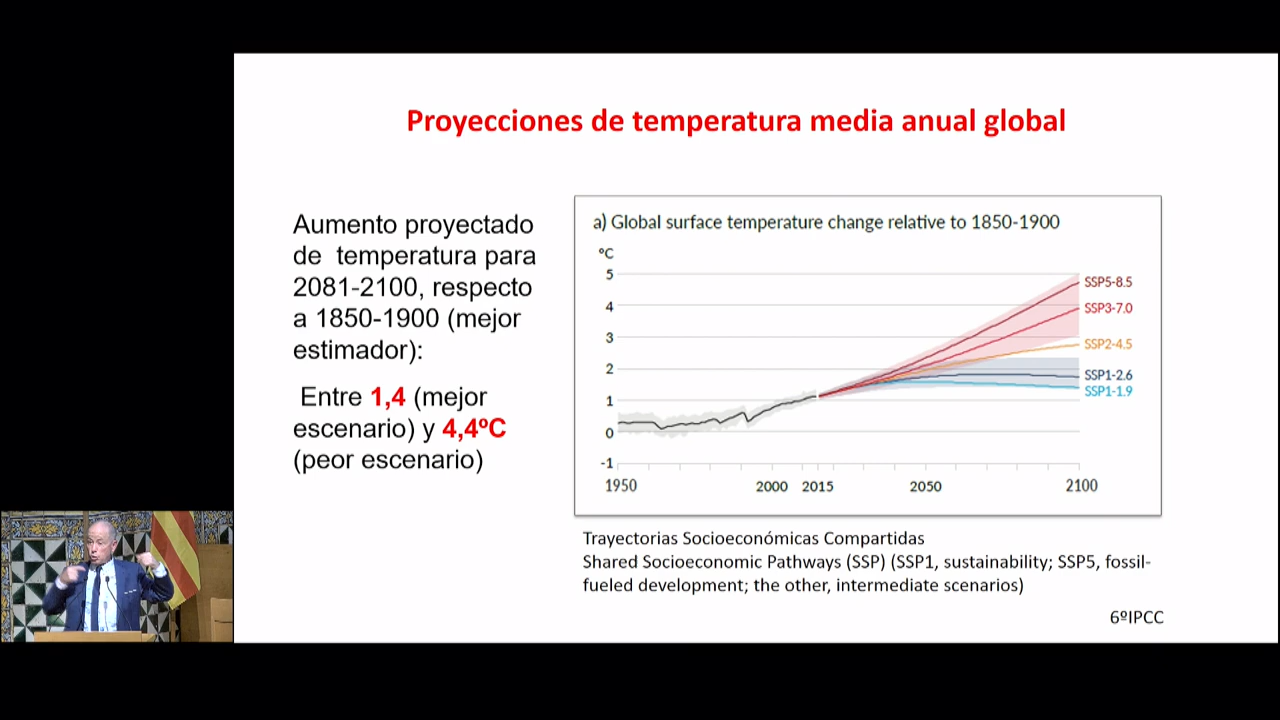 Proyecciones de temperatura media anual global
Aumento proyectado
de temperatura para
2081-2100, respecto
a 1850-1900 (mejor
estimador):
Entre 1,4 (mejor
escenario) y 4,4ºC
(peor escenario)
a) Global surface temperature change relative to 1850-1900
ºC
5
4
3
2
1
0
-1
1950
2000
2015
2050
2100
SSP5-8.5
SSP3-7.0
SSP2-4.5
SSP1-2.6
SSP1-1.9
Trayectorias Socioeconómicas Compartidas
Shared Socioeconomic Pathways (SSP) (SSP1, sustainability; SSP5, fossil-
fueled development; the other, intermediate scenarios)
6ºIPCC